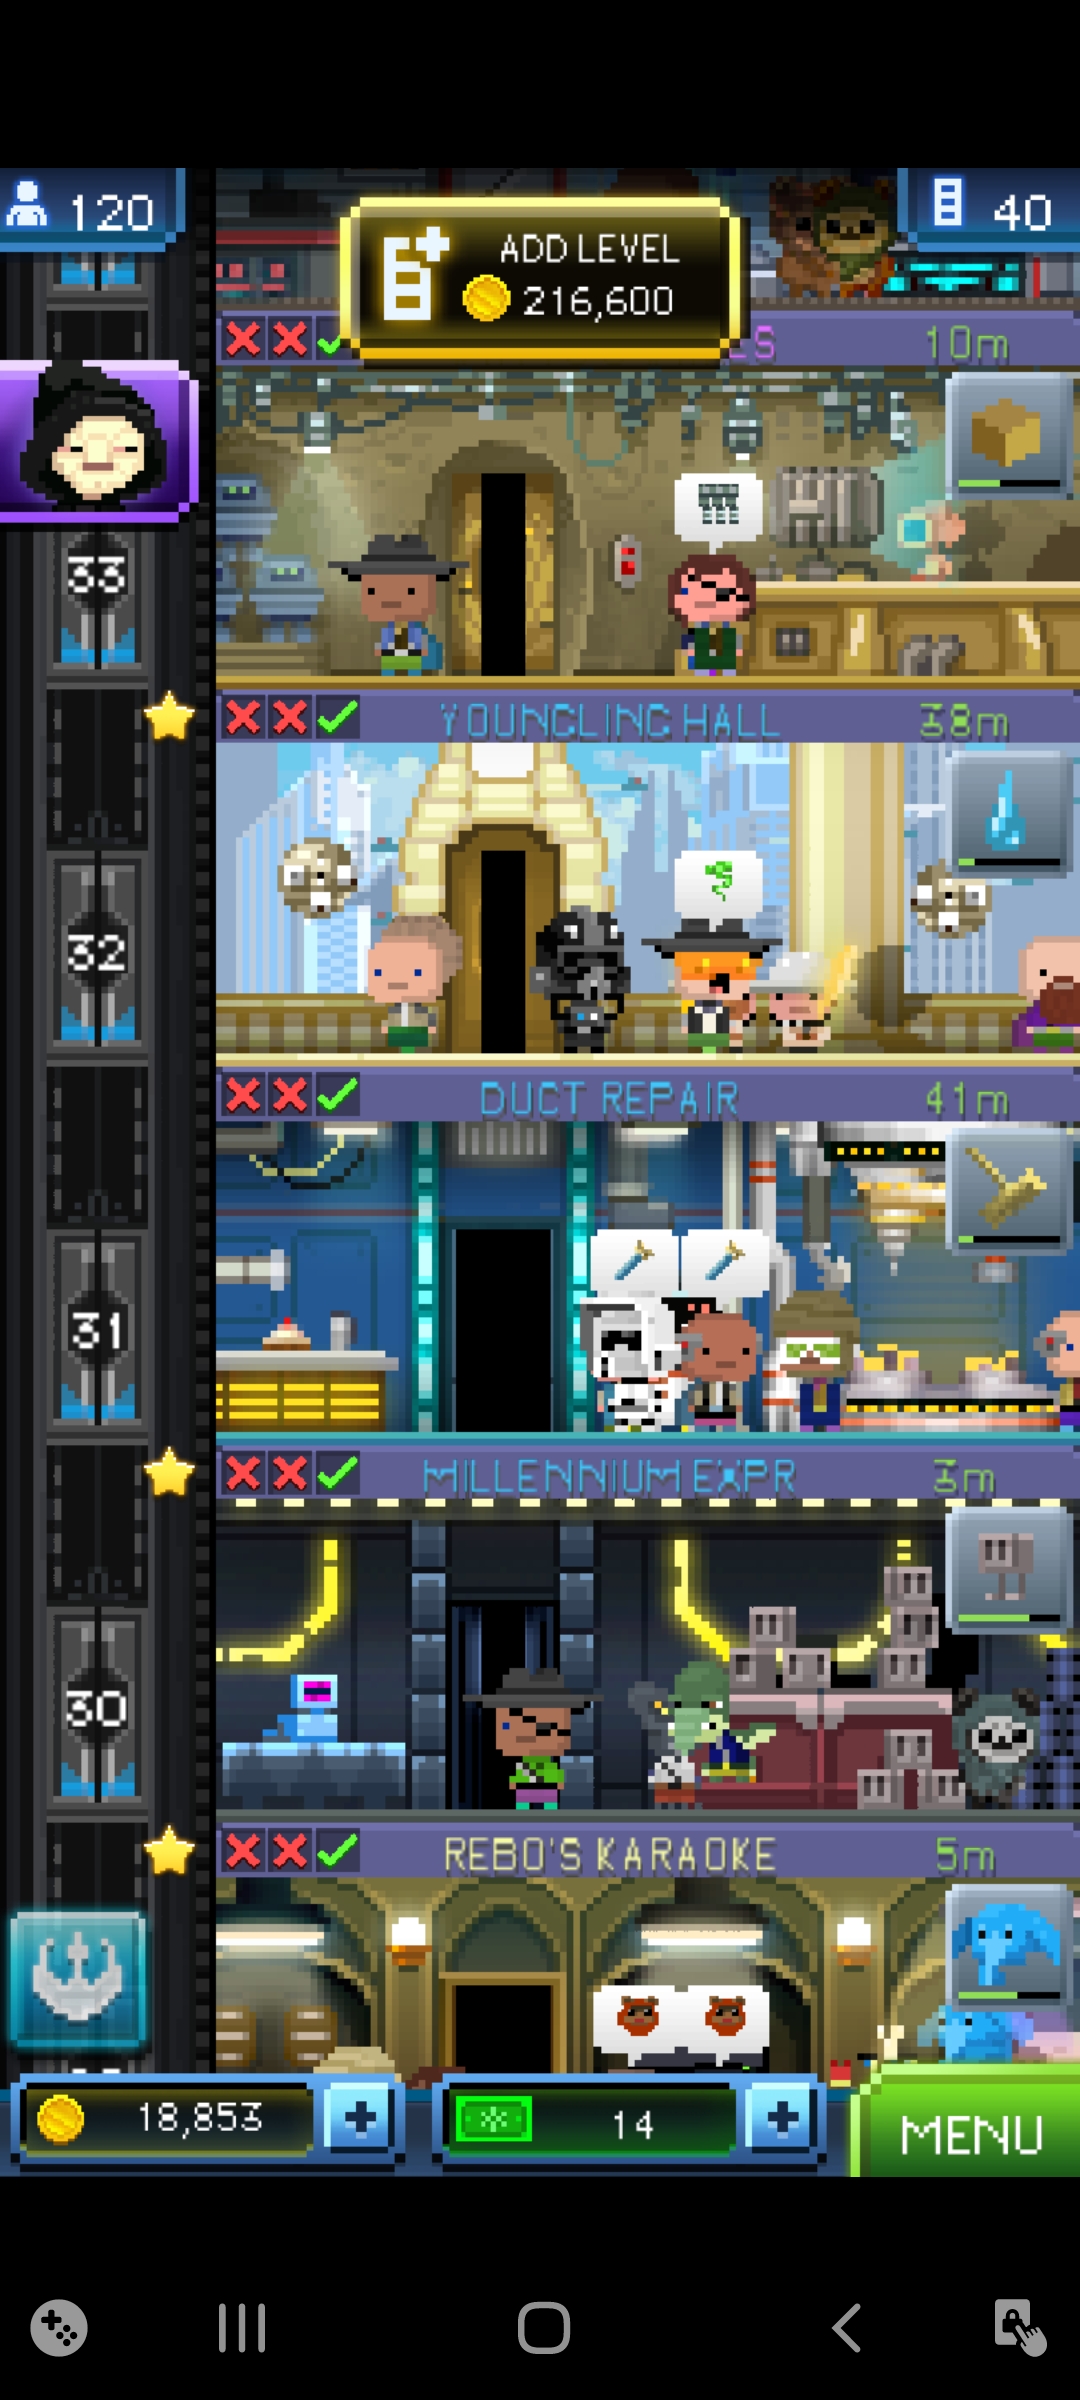 120
ADD LEVEL
216,600
40
10m
33
YOUNGLING HALL 38m
32
DUCT REPAIR 41m
31
MILLENNIUM EXPR 3m
30
REBO'S KARAOKE 5m
18,853
14
MENU